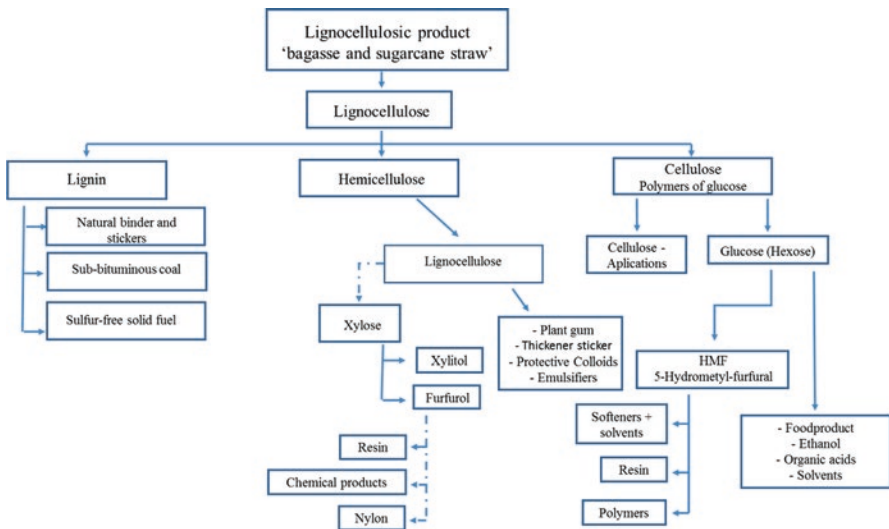 Lignocellulosic product
‘bagasse and sugarcane straw’
Lignocellulose
Lignin
Hemicellulose
Cellulose
Polymers of glucose
Natural binder and
stickers
Sub-bituminous coal
Sulfur-free solid fuel
Lignocellulose
Cellulose -
Aplications
Glucose (Hexose)
Xylose
- Plant gum
- Thickener sticker
- Protective Colloids
- Emulsifiers
Xylitol
Furfurol
Resin
Chemical products
Nylon
HMF
5-Hydrometyl-furfural
Softeners +
solvents
Resin
Polymers
- Foodproduct
- Ethanol
- Organic acids
- Solvents